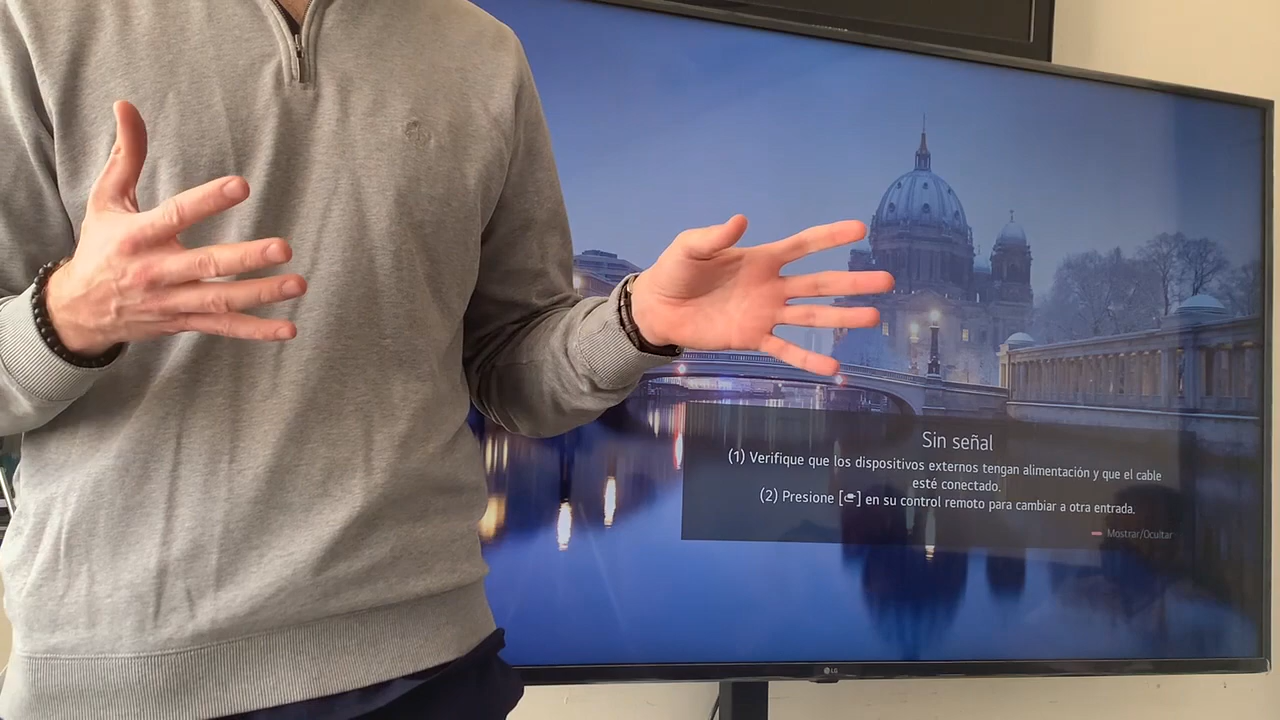 Sin señal
(1) Verifique que los dispositivos externos tengan alimentación y que el cable
esté conectado.
(2) Presione [ ] en su control remoto para cambiar a otra entrada.
Mostrar/Ocultar
LG